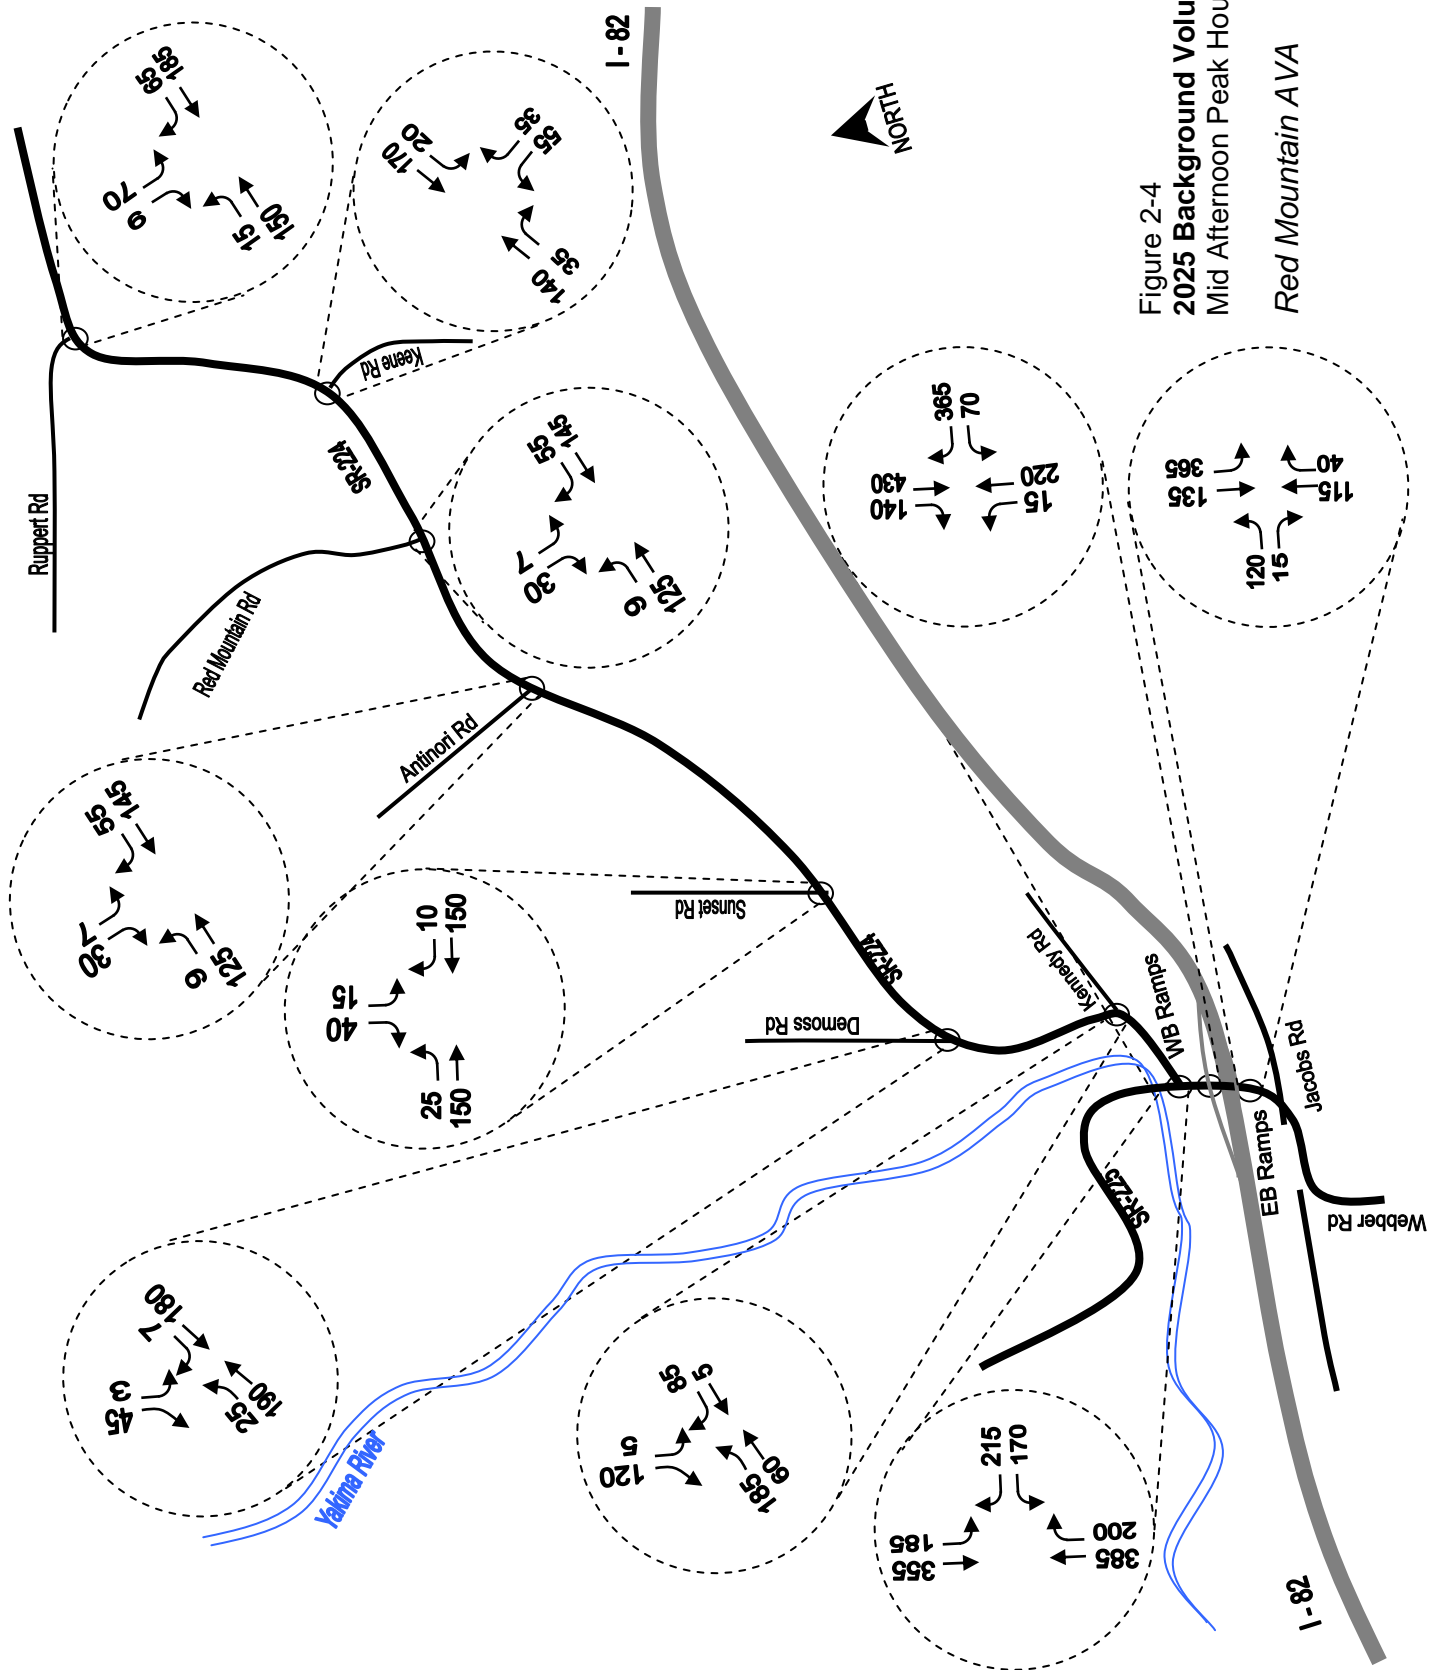 I - 82
65
185
70
9
15
150
20
170
35
55
35
140
NORTH
Figure 2-4
2025 Background Volu
Mid Afternoon Peak Hou
Red Mountain AVA
Ruppert Rd
Keene Rd
SR-224
Red Mountain Rd
55
145
7
30
9
125
Antinori Rd
55
145
7
30
9
125
10
150
15
40
25
150
Sunset Rd
SR-224
Demoss Rd
Kennedy Rd
WB Ramps
EB Ramps
Jacobs Rd
Webber Rd
SR-225
365
70
430
140
220
15
365
135
120
15
40
115
180
7
3
45
25
190
Yakima River
5
85
5
120
185
60
215
170
185
355
200
385
I - 82